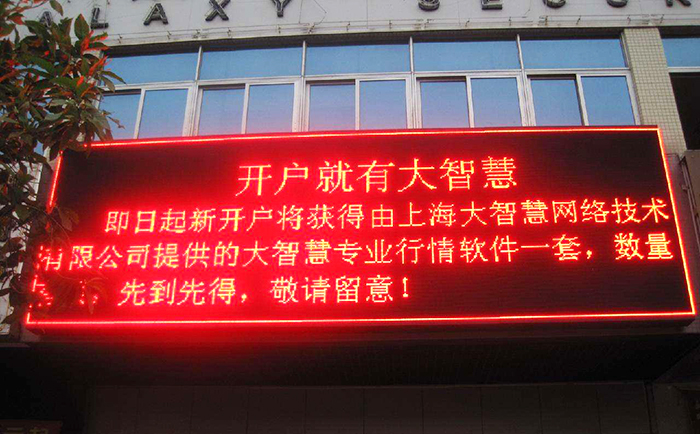 ALAXY SECUR
开户就有大智慧
即日起新开户将获得由上海大智慧网络技术
有限公司提供的大智慧专业行情软件一套，数量
，先到先得，敬请留意！